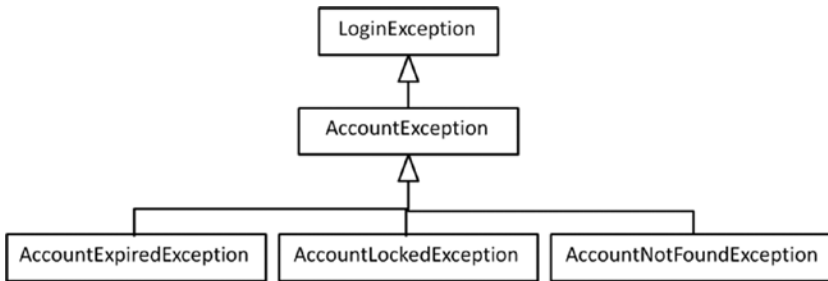 LoginException
AccountException
AccountExpiredException
AccountLockedException
AccountNotFoundException